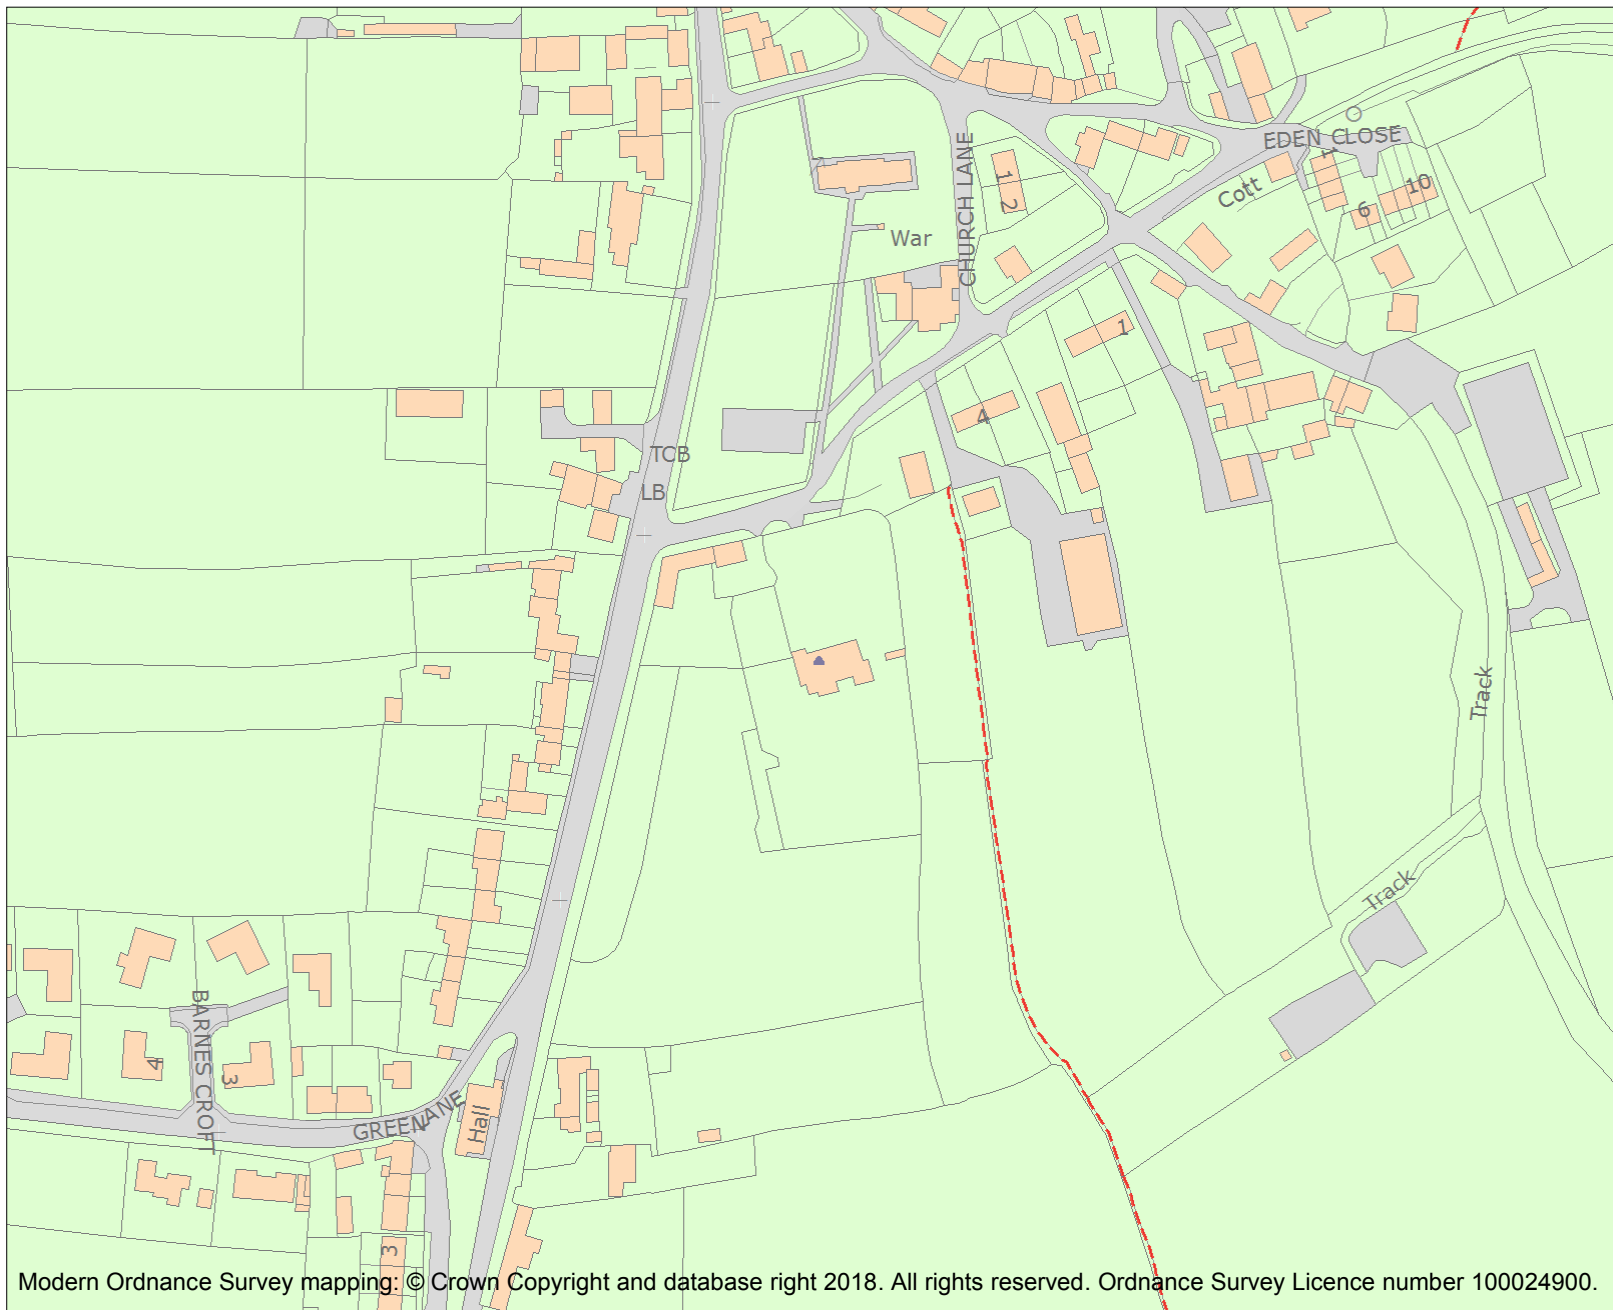 EDEN CLOSE
1
CHURCH LANE
1
2
Cott
10
6
War
1
4
TCB
LB
Track
Track
BARNES CROFT
4
3
GREEN LANE
Hall
3
Modern Ordnance Survey mapping: © Crown Copyright and database right 2018. All rights reserved. Ordnance Survey Licence number 100024900.